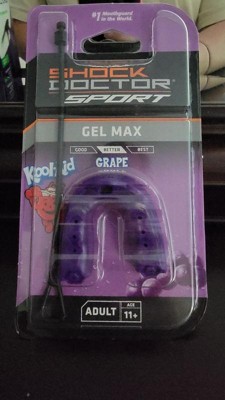 #1 Mouthguard
in the World.
SHOCK
DOCTOR
SPORT
GEL MAX
GOOD BETTER BEST
Kool-Aid
GRAPE
ADULT AGE 11+